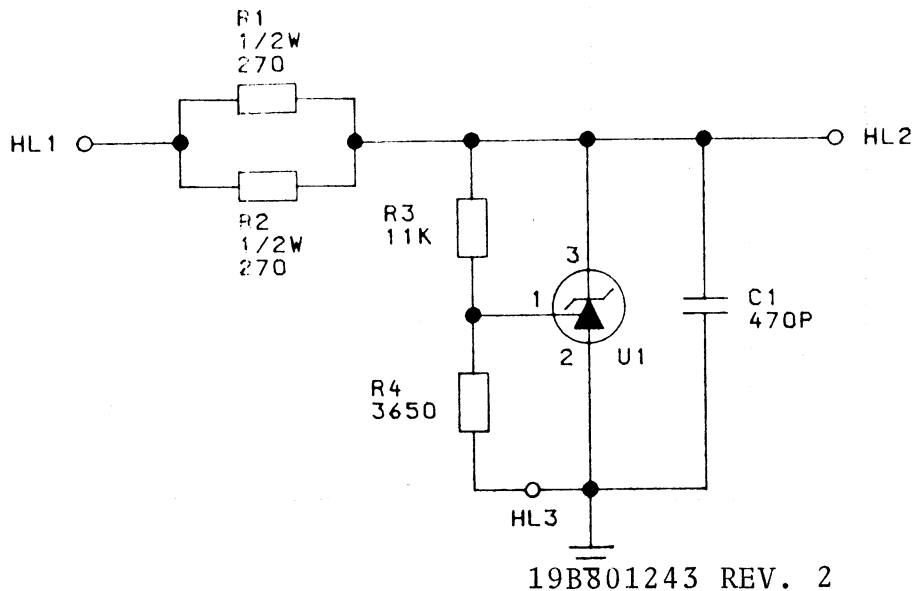 R1
1/2W
270
HL1
HL2
R2
1/2W
270
R3
11K
3
1
2
U1
C1
470P
R4
3650
HL3
19B801243 REV. 2